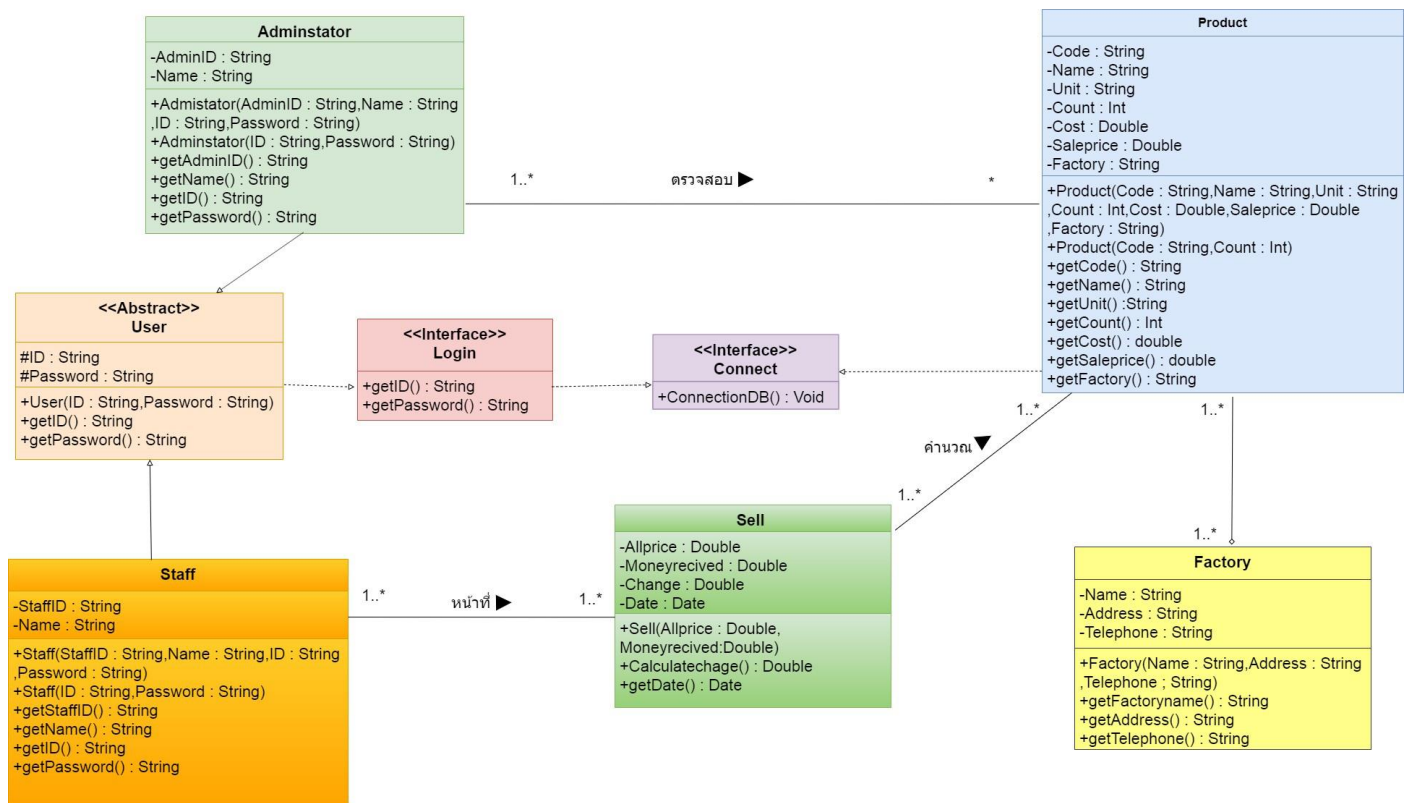 Adminstator
-AdminID : String
-Name : String
+Admistator(AdminID : String,Name : String
,ID : String,Password : String)
+Adminstator(ID : String,Password : String)
+getAdminID() : String
+getName() : String
+getID() : String
+getPassword() : String
1..*
ตรวจสอบ ▶
*
Product
-Code : String
-Name : String
-Unit : String
-Count : Int
-Cost : Double
-Saleprice : Double
-Factory : String
+Product(Code : String,Name : String,Unit : String
,Count : Int,Cost : Double,Saleprice : Double
,Factory : String)
+Product(Code : String,Count : Int)
+getCode() : String
+getName() : String
+getUnit() :String
+getCount() : Int
+getCost() : double
+getSaleprice() : double
+getFactory() : String
<<Abstract>>
User
#ID : String
#Password : String
+User(ID : String,Password : String)
+getID() : String
+getPassword() : String
<<Interface>>
Login
+getID() : String
+getPassword() : String
<<Interface>>
Connect
+ConnectionDB() : Void
1..*
1..*
คำนวณ
1..*
1..*
Staff
-StaffID : String
-Name : String
+Staff(StaffID : String,Name : String,ID : String
,Password : String)
+Staff(ID : String,Password : String)
+getStaffID() : String
+getName() : String
+getID() : String
+getPassword() : String
1..*
หน้าที่ ▶
1..*
Sell
-Allprice : Double
-Moneyrecived : Double
-Change : Double
-Date : Date
+Sell(Allprice : Double,
Moneyrecived:Double)
+Calculatechage() : Double
+getDate() : Date
Factory
-Name : String
-Address : String
-Telephone : String
+Factory(Name : String,Address : String
,Telephone ; String)
+getFactoryname() : String
+getAddress() : String
+getTelephone() : String